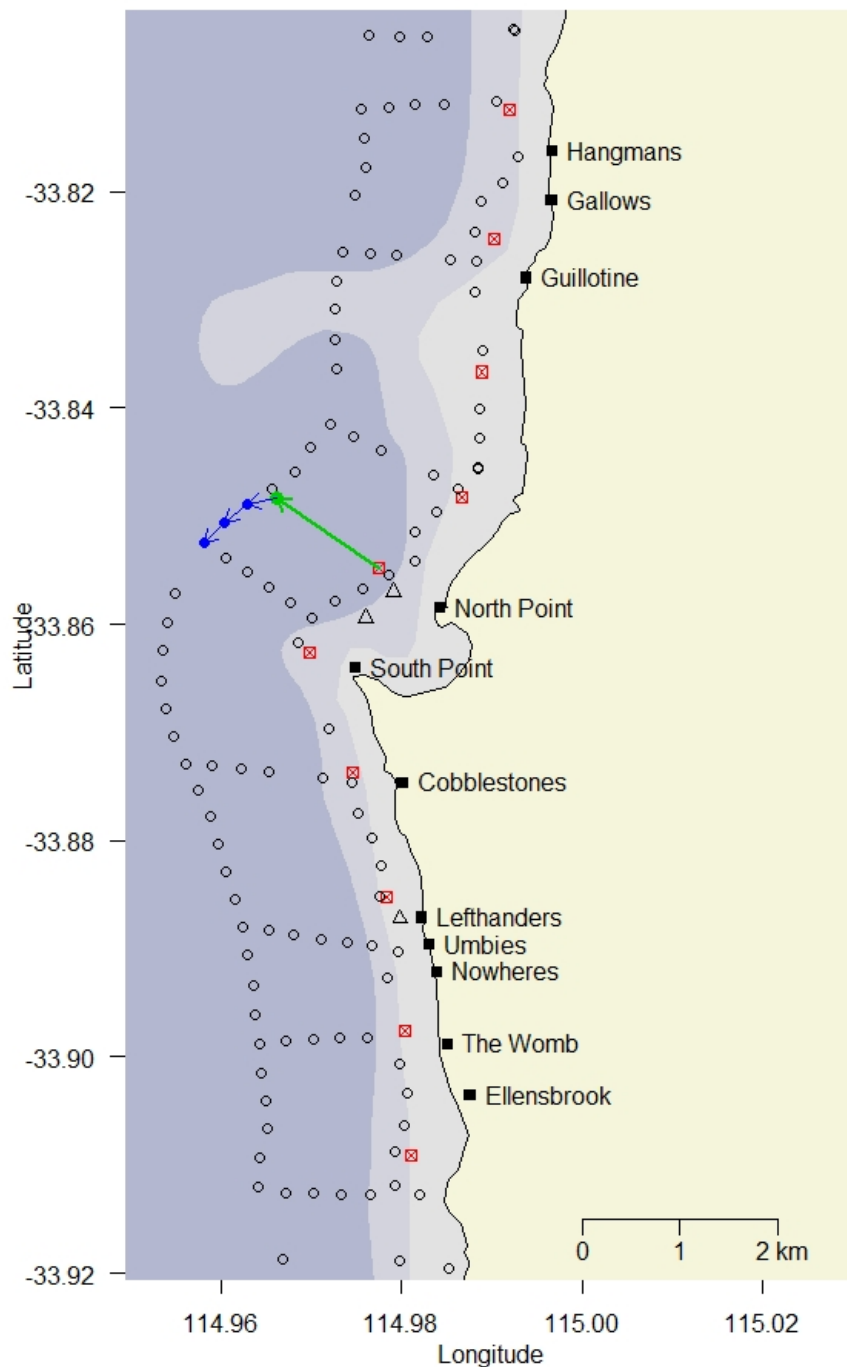 Hangmans
-33.82
Gallows
Guillotine
-33.84
North Point
-33.86
South Point
Latitude
Cobblestones
-33.88
Lefthanders
Umbies
Nowheres
The Womb
-33.90
Ellensbrook
0 1 2 km
-33.92
114.96 114.98 115.00 115.02
Longitude